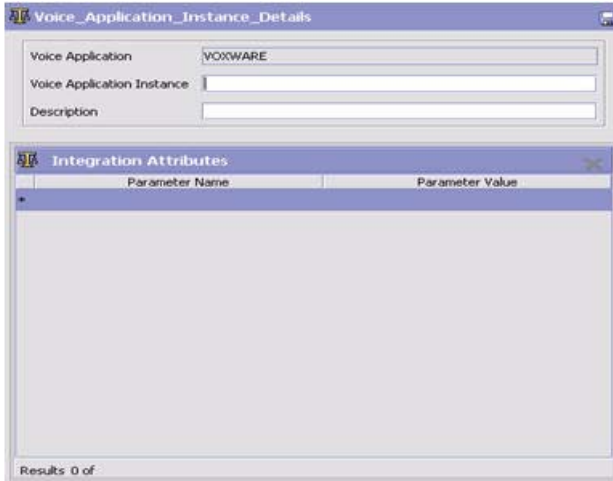 Voice_Application_Instance_Details
Voice Application VOXWARE
Voice Application Instance
Description
Integration Attributes
Parameter Name Parameter Value
*
Results 0 of